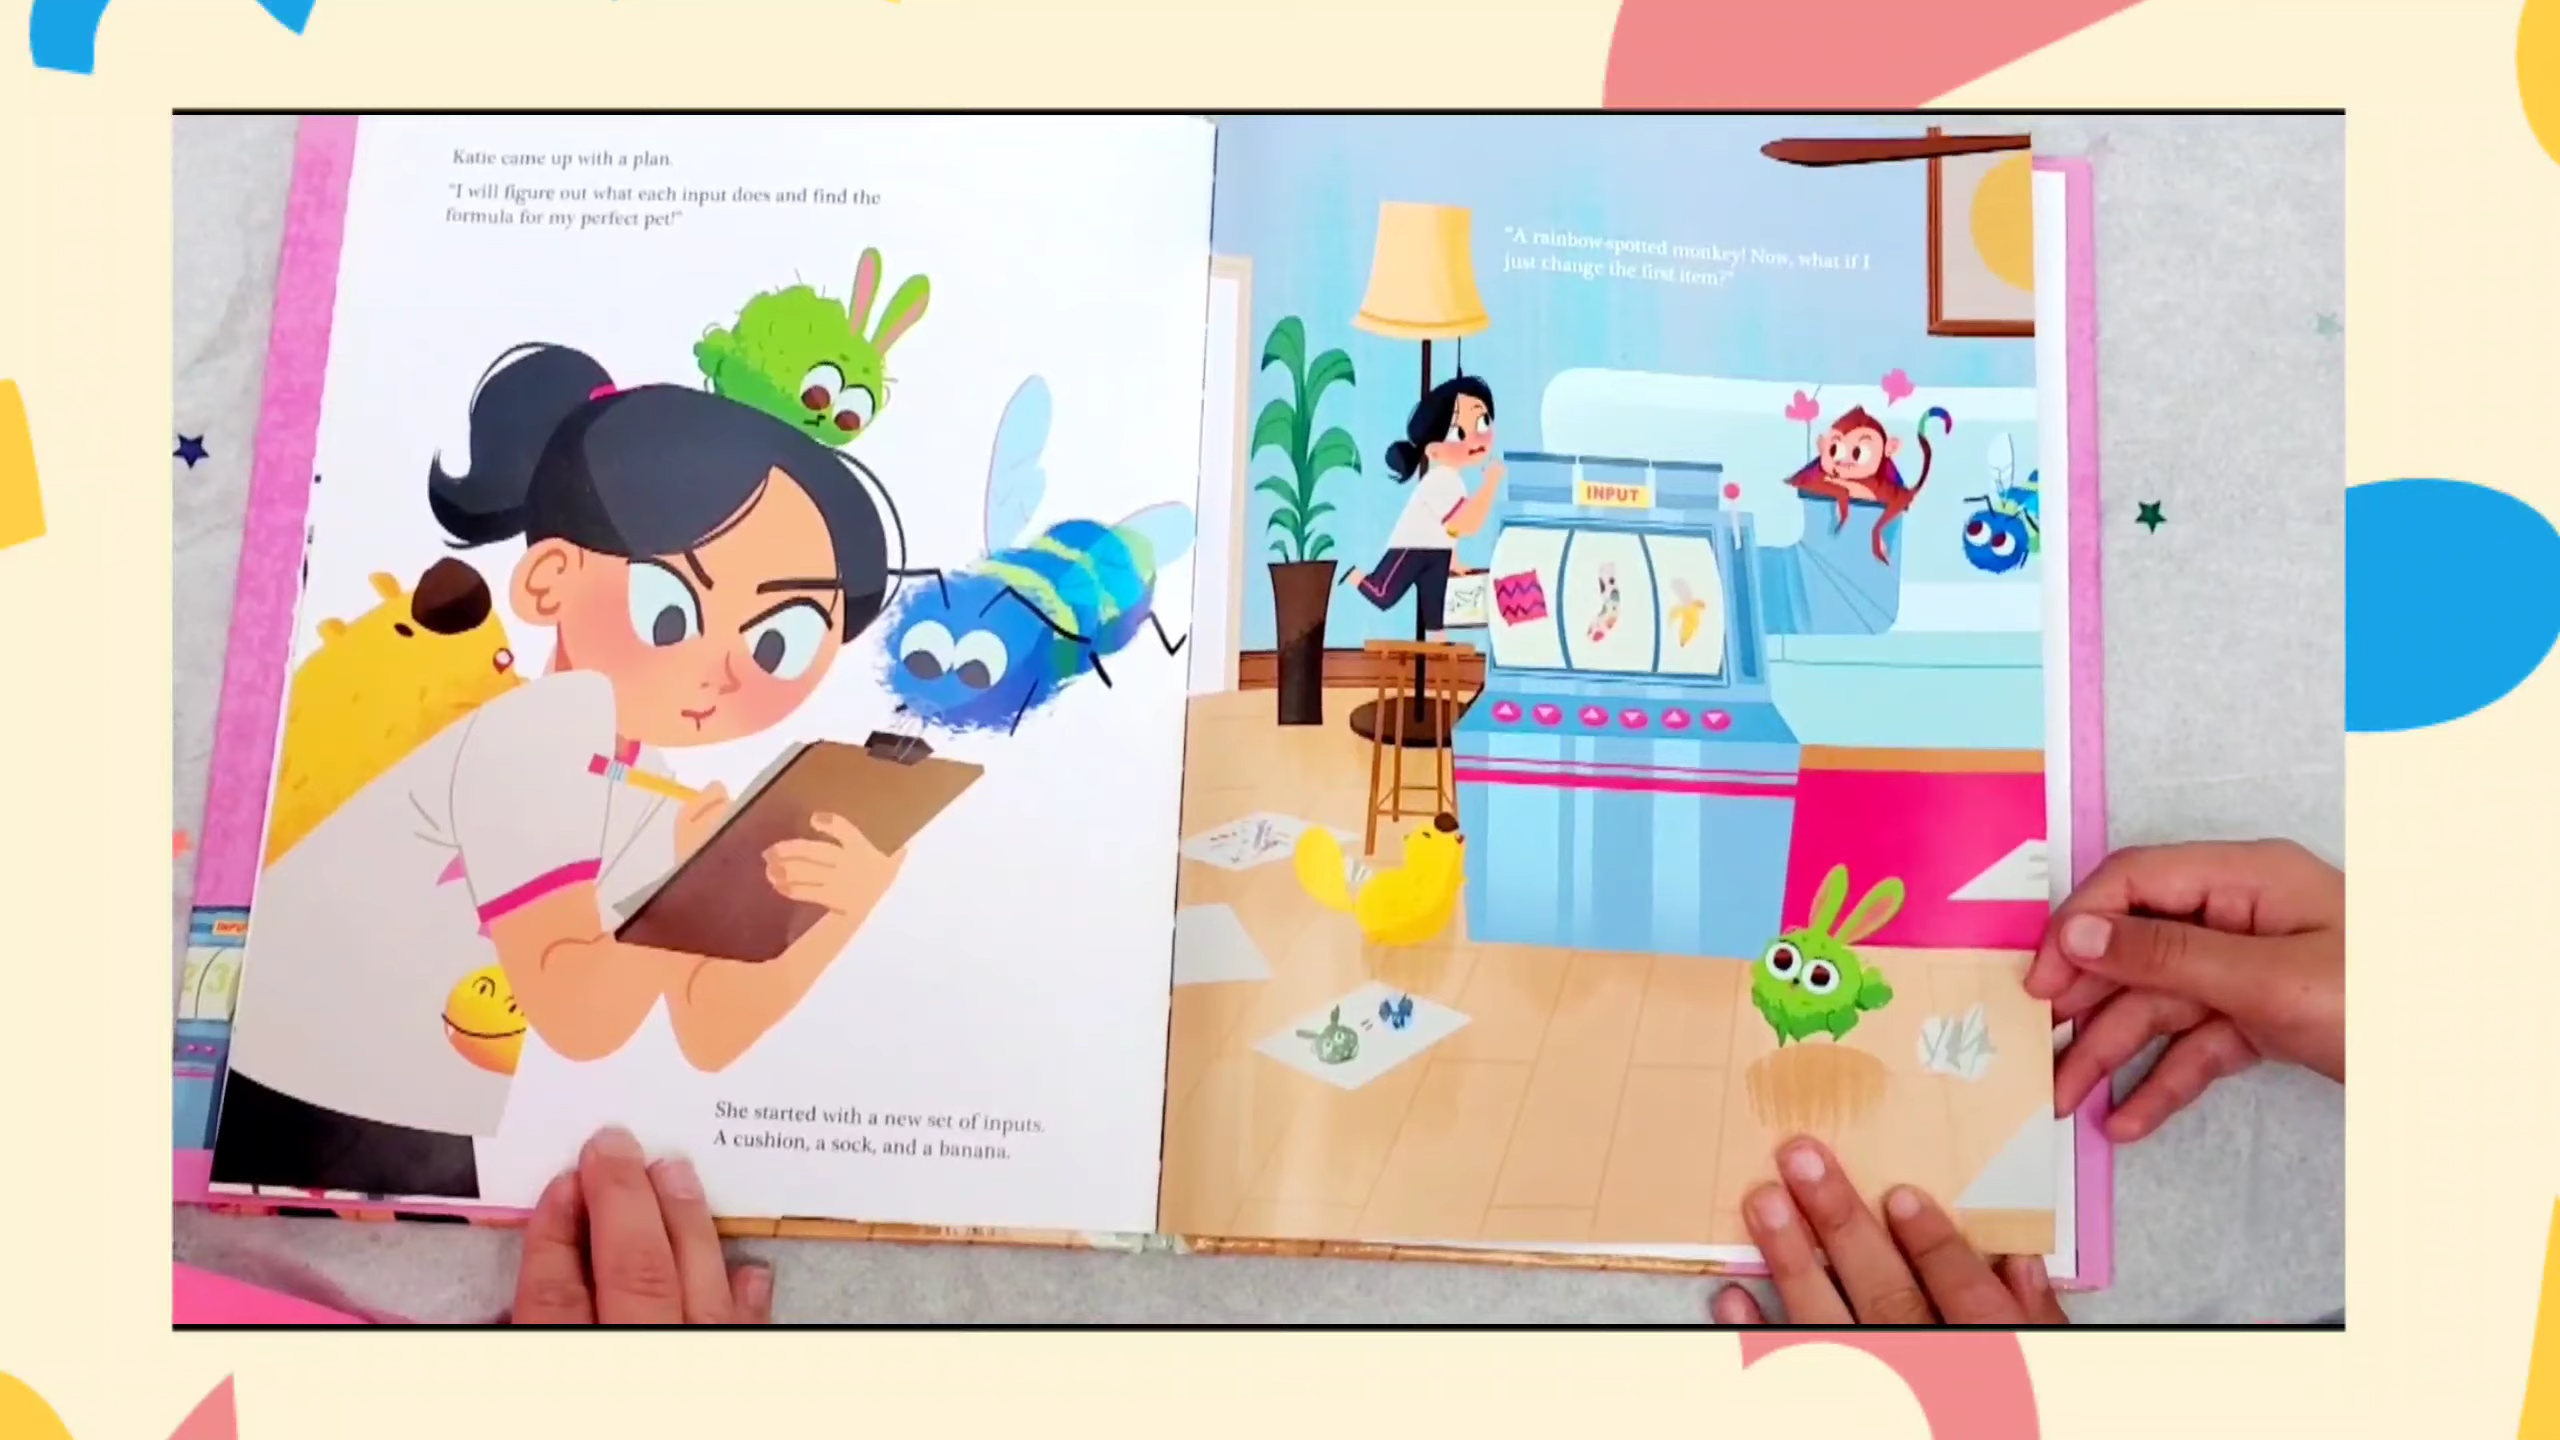 Katie came up with a plan.
"I will figure out what each input does and find the
formula for my perfect pet!"
She started with a new set of inputs.
A cushion, a sock, and a banana.
"A rainbow-spotted monkey! Now, what if I
just change the first item?"
INPUT
INPU
23